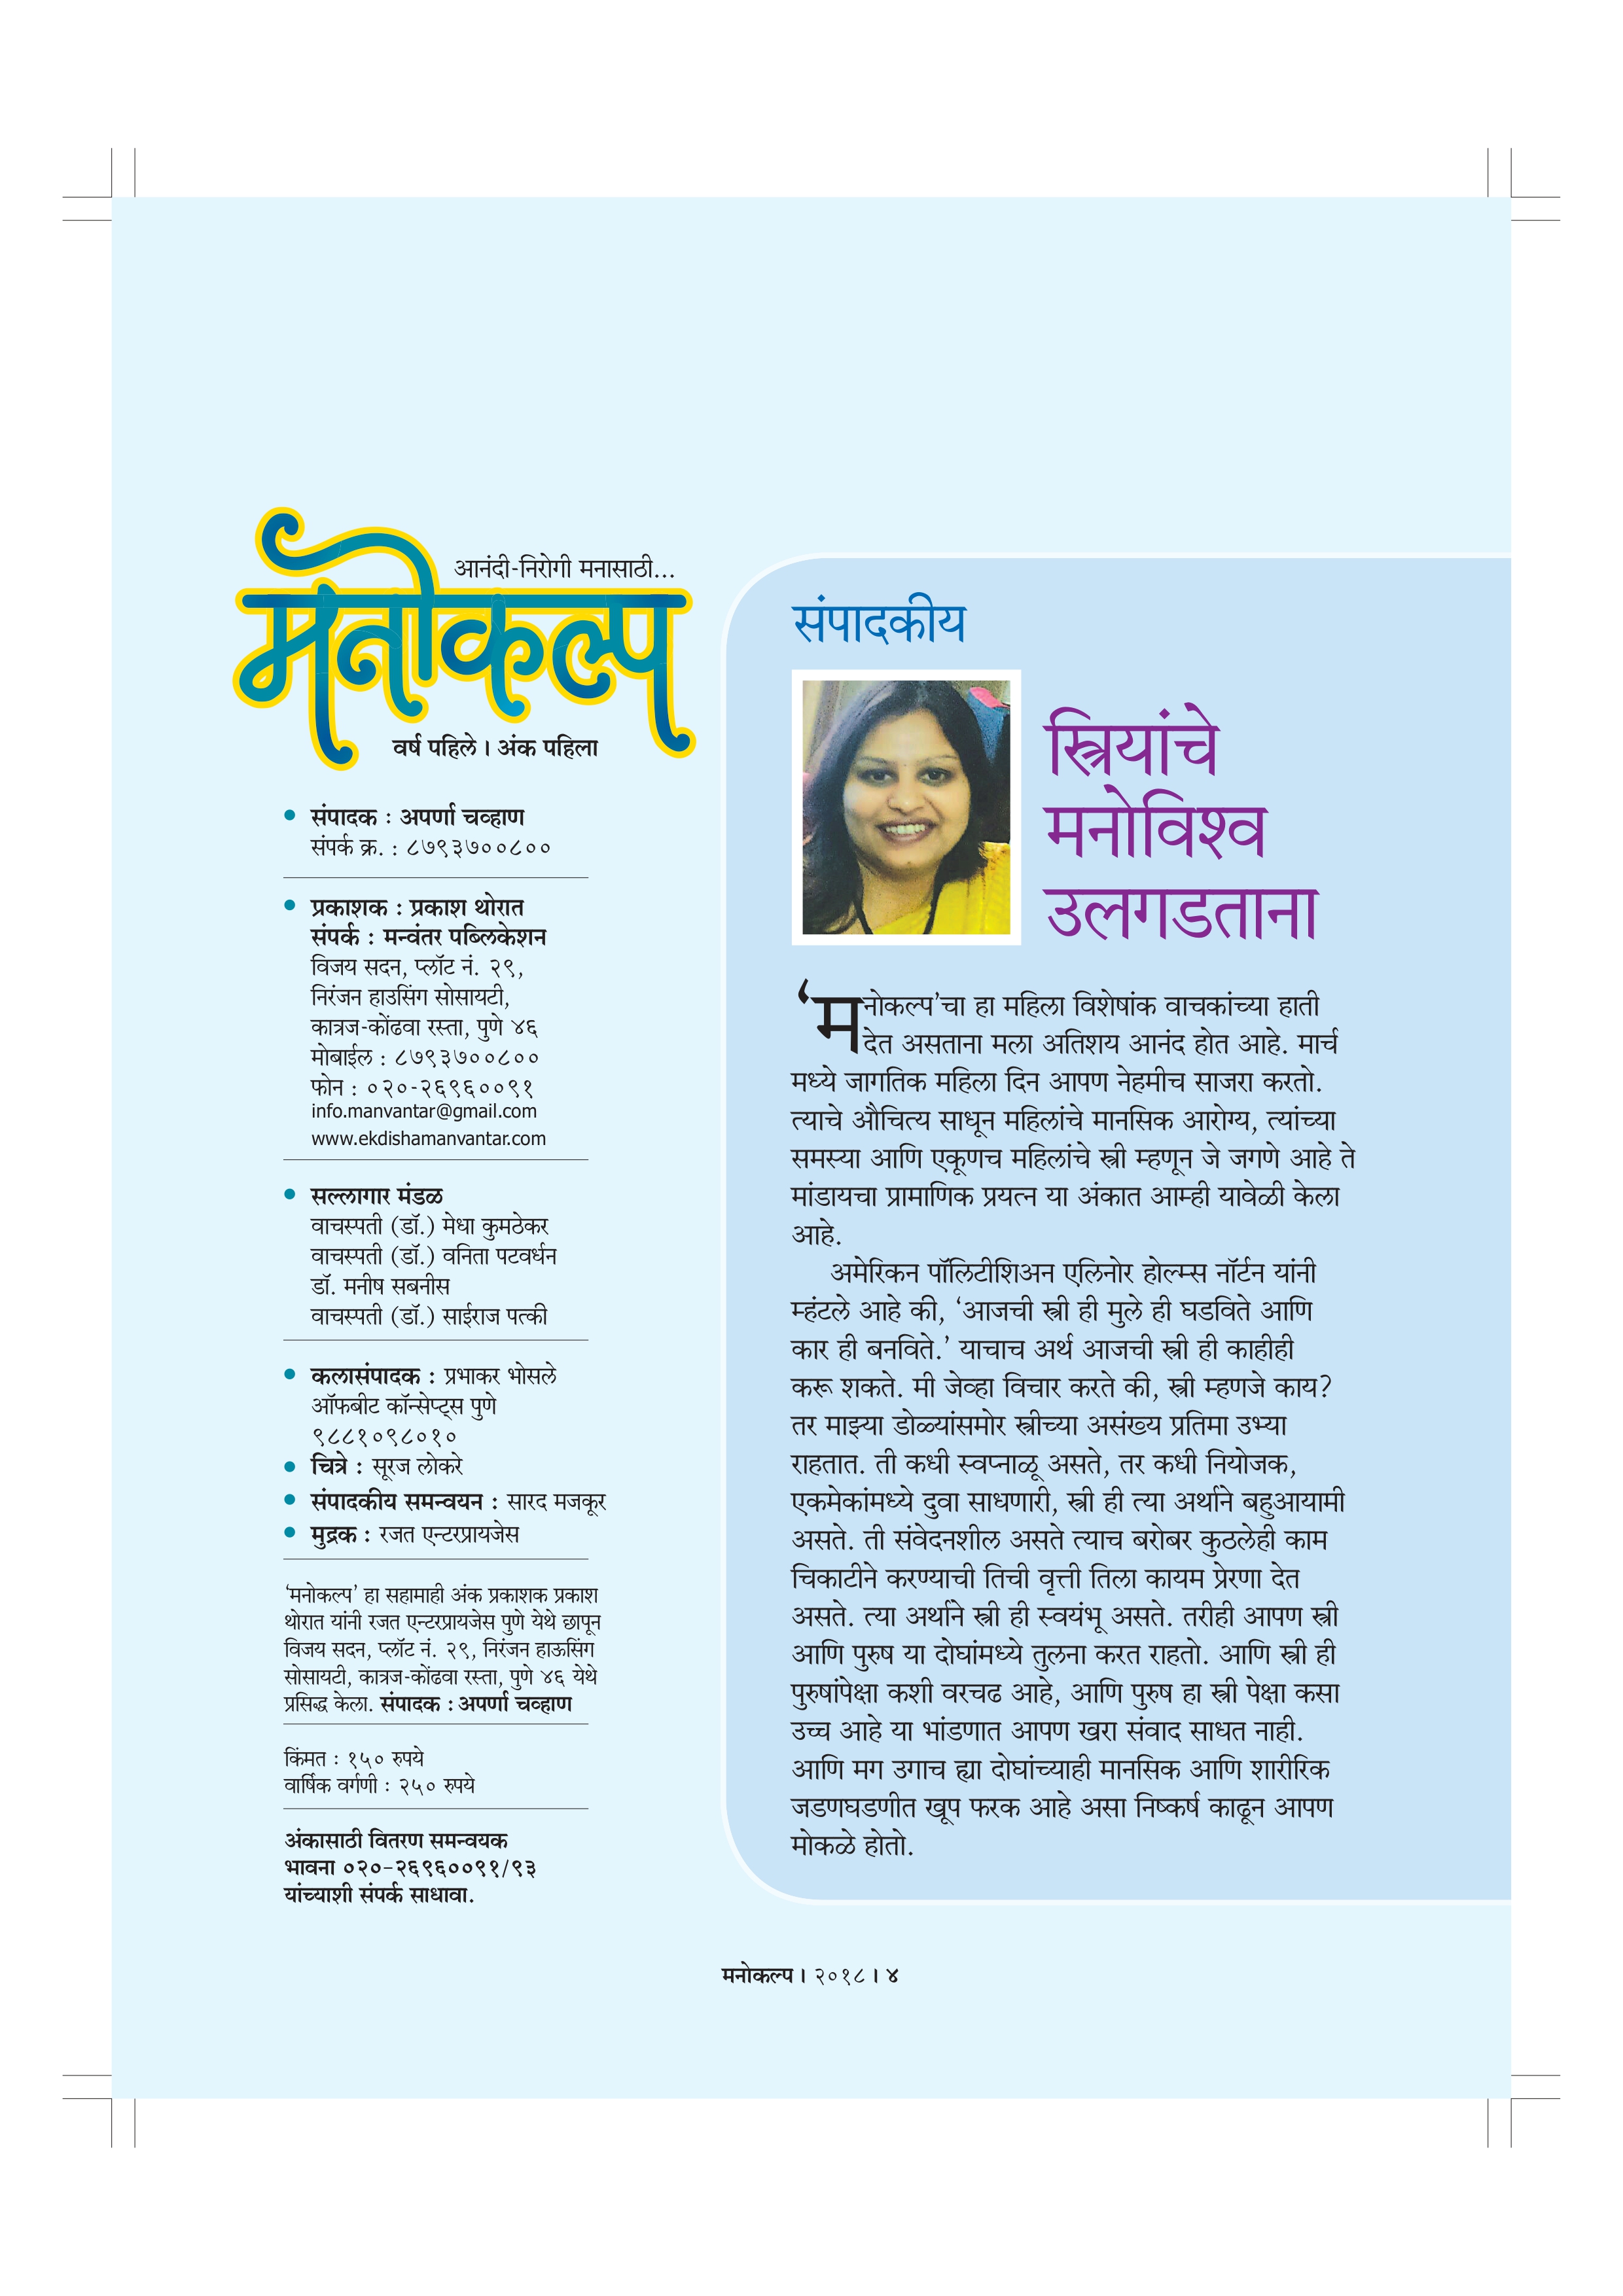 आनंदी-निरोगी मनासाठी...
मनोकल्प
वर्ष पहिले । अंक पहिला
• संपादक : अपर्णा चव्हाण
संपर्क क्र. : ८७९३७००८००
• प्रकाशक : प्रकाश थोरात
संपर्क : मन्वंतर पब्लिकेशन
विजय सदन, प्लॉट नं. २९,
निरंजन हाउसिंग सोसायटी,
कात्रज-कोंढवा रस्ता, पुणे ४६
मोबाईल : ८७९३७००८००
फोन : ०२०-२६९६००९१
info.manvantar@gmail.com
www.ekdishamanvantar.com
• सल्लागार मंडळ
वाचस्पती (डॉ.) मेधा कुमठेकर
वाचस्पती (डॉ.) वनिता पटवर्धन
डॉ. मनीष सबनीस
वाचस्पती (डॉ.) साईराज पत्की
• कलासंपादक : प्रभाकर भोसले
ऑफबीट कॉन्सेप्ट्स पुणे
९८८१०९८०१०
• चित्रे : सूरज लोकरे
• संपादकीय समन्वयन : सारद मजकूर
• मुद्रक : रजत एन्टरप्रायजेस
‘मनोकल्प’ हा सहामाही अंक प्रकाशक प्रकाश
थोरात यांनी रजत एन्टरप्रायजेस पुणे येथे छापून
विजय सदन, प्लॉट नं. २९, निरंजन हाऊसिंग
सोसायटी, कात्रज-कोंढवा रस्ता, पुणे ४६ येथे
प्रसिद्ध केला. संपादक : अपर्णा चव्हाण
किंमत : १५० रुपये
वार्षिक वर्गणी : २५० रुपये
अंकासाठी वितरण समन्वयक
भावना ०२०-२६९६००९१/९३
यांच्याशी संपर्क साधावा.
संपादकीय
स्त्रियांचे
मनोविश्व
उलगडताना
‘मनोकल्प’चा हा महिला विशेषांक वाचकांच्या हाती
देत असताना मला अतिशय आनंद होत आहे. मार्च
मध्ये जागतिक महिला दिन आपण नेहमीच साजरा करतो.
त्याचे औचित्य साधून महिलांचे मानसिक आरोग्य, त्यांच्या
समस्या आणि एकूणच महिलांचे स्त्री म्हणून जे जगणे आहे ते
मांडायचा प्रामाणिक प्रयत्न या अंकात आम्ही यावेळी केला
आहे.
अमेरिकन पॉलिटीशिअन एलिनोर होल्म्स नॉर्टन यांनी
म्हंटले आहे की, ‘आजची स्त्री ही मुले ही घडविते आणि
कार ही बनविते.’ याचाच अर्थ आजची स्त्री ही काहीही
करू शकते. मी जेव्हा विचार करते की, स्त्री म्हणजे काय?
तर माझ्या डोळ्यांसमोर स्त्रीच्या असंख्य प्रतिमा उभ्या
राहतात. ती कधी स्वप्नाळू असते, तर कधी नियोजक,
एकमेकांमध्ये दुवा साधणारी, स्त्री ही त्या अर्थाने बहुआयामी
असते. ती संवेदनशील असते त्याच बरोबर कुठलेही काम
चिकाटीने करण्याची तिची वृत्ती तिला कायम प्रेरणा देत
असते. त्या अर्थाने स्त्री ही स्वयंभू असते. तरीही आपण स्त्री
आणि पुरुष या दोघांमध्ये तुलना करत राहतो. आणि स्त्री ही
पुरुषांपेक्षा कशी वरचढ आहे, आणि पुरुष हा स्त्री पेक्षा कसा
उच्च आहे या भांडणात आपण खरा संवाद साधत नाही.
आणि मग उगाच ह्या दोघांच्याही मानसिक आणि शारीरिक
जडणघडणीत खूप फरक आहे असा निष्कर्ष काढून आपण
मोकळे होतो.
मनोकल्प । २०१८ । ४